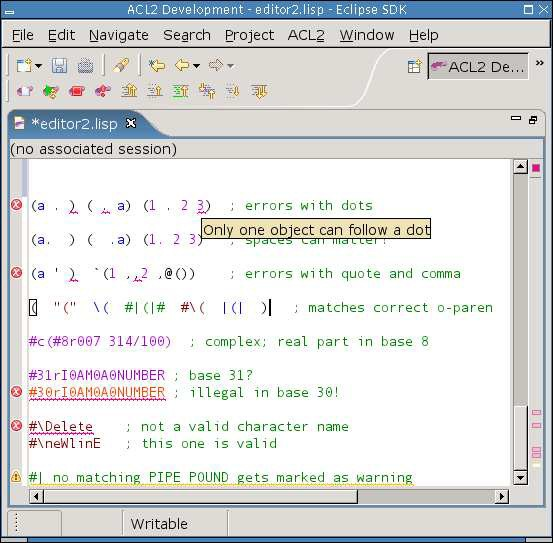 ACL2 Development - editor2.lisp - Eclipse SDK
File Edit Navigate Search Project ACL2 Window Help
ACL2 De...
*editor2.lisp
(no associated session)
(a . ) ( . a) (1 . 2 3)  ; errors with dots
Only one object can follow a dot
(a.  ) (  .a) (1. 2 3)   ; spaces can matter!
(a ' )  `(1 ,,2 ,@())    ; errors with quote and comma
(  "("  \(  #|(|#  #\(  |(|  )   ; matches correct o-paren
#c(#8r007 314/100)  ; complex; real part in base 8
#31rI0AM0A0NUMBER ; base 31?
#30rI0AM0A0NUMBER ; illegal in base 30!
#\Delete    ; not a valid character name
#\neWlinE   ; this one is valid
#| no matching PIPE POUND gets marked as warning
Writable